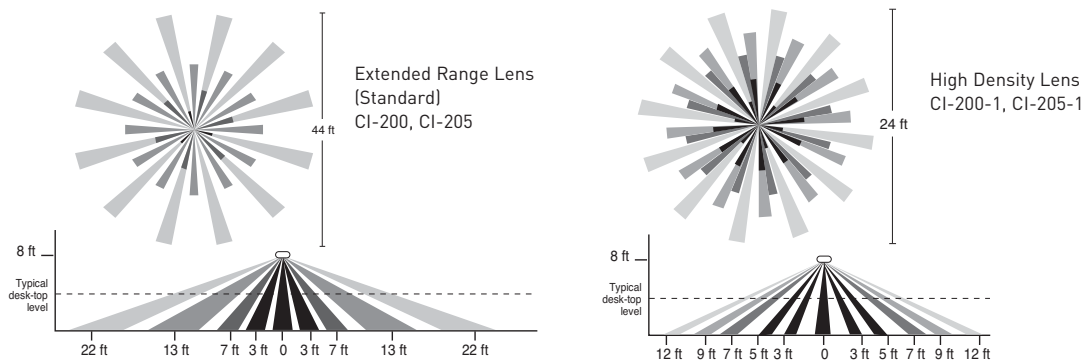 44 ft
Extended Range Lens
(Standard)
CI-200, CI-205
8 ft
Typical
desk-top
level
22 ft 13 ft 7 ft 3 ft 0 3 ft 7 ft 13 ft 22 ft
24 ft
High Density Lens
CI-200-1, CI-205-1
8 ft
Typical
desk-top
level
12 ft 9 ft 7 ft 5 ft 3 ft 0 3 ft 5 ft 7 ft 9 ft 12 ft